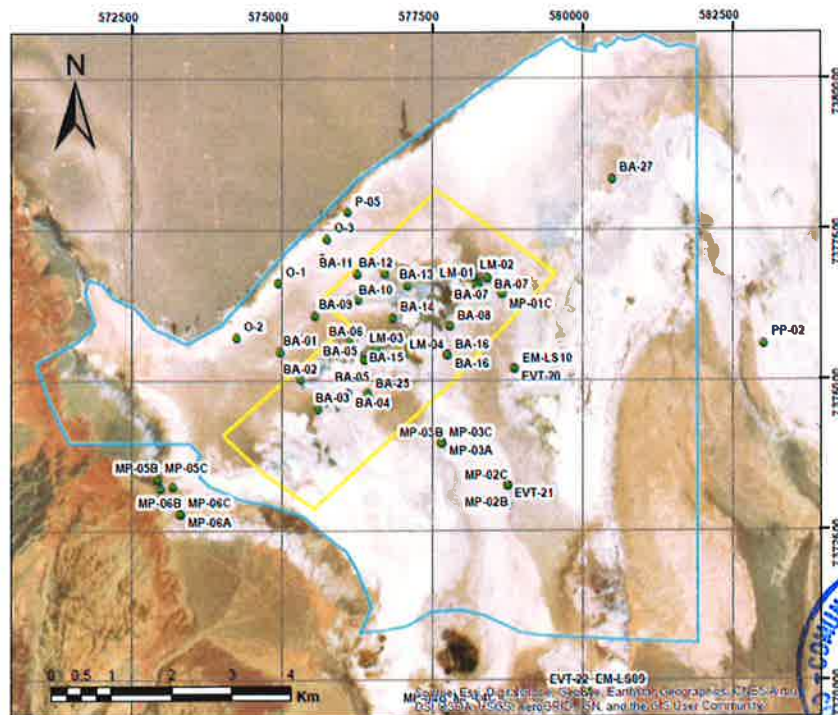 572500 575000 577500 580000 582500
N
BA-27
P-05
O-3
BA-11 BA-12 LM-01 LM-02
BA-13 BA-07
O-1
BA-10 BA-07 MP-01C
BA-09 BA-14
BA-08
O-2 BA-06 LM-03 PP-02
BA-01 BA-05 LM-04 BA-16 EM-LS10
BA-15 BA-16
BA-02 BA-05 EVT-20
BA-25
BA-03 BA-04
MP-03B MP-03C
MP-03A
MP-05B MP-05C MP-02C
EVT-21
MP-06B MP-06C MP-02B
MP-06A
EVT-22 EM-LS09
0 0.5 1 2 3 4
Km